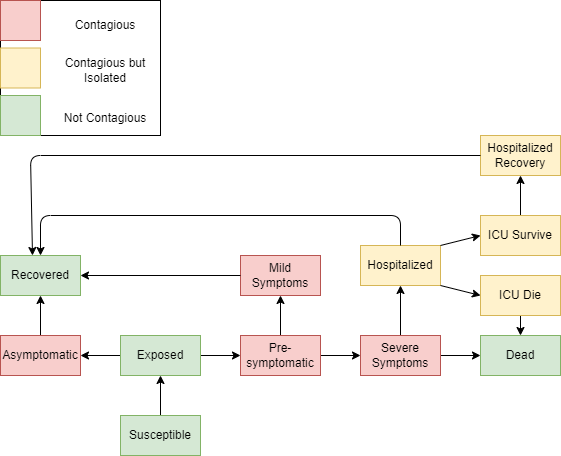 Contagious
Contagious but
Isolated
Not Contagious
Hospitalized
Recovery
ICU Survive
Recovered
Mild
Symptoms
Hospitalized
ICU Die
Asymptomatic
Exposed
Pre-
symptomatic
Severe
Symptoms
Dead
Susceptible